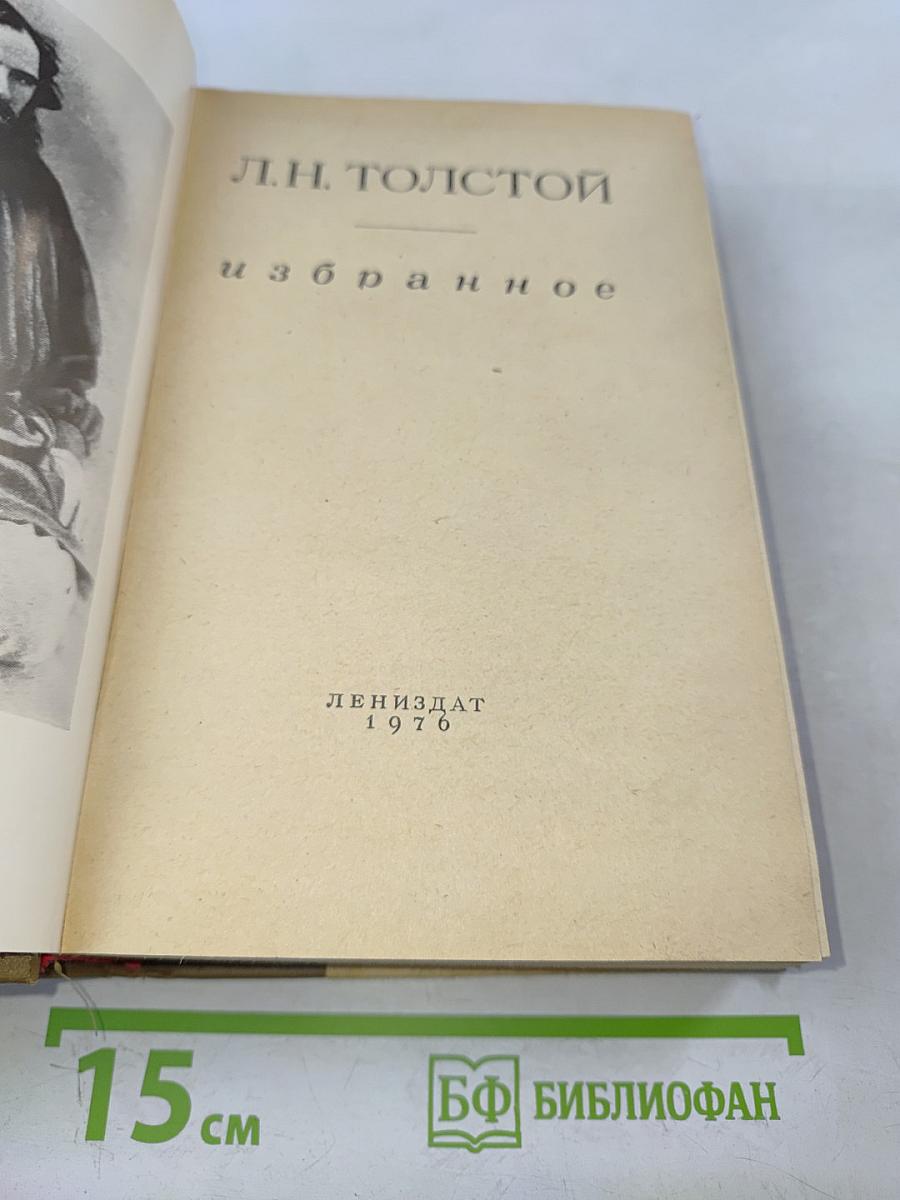 Л.Н. ТОЛСТОЙ
избранное
ЛЕНИЗДАТ
1976
15 см
БФ БИБЛИОФАН